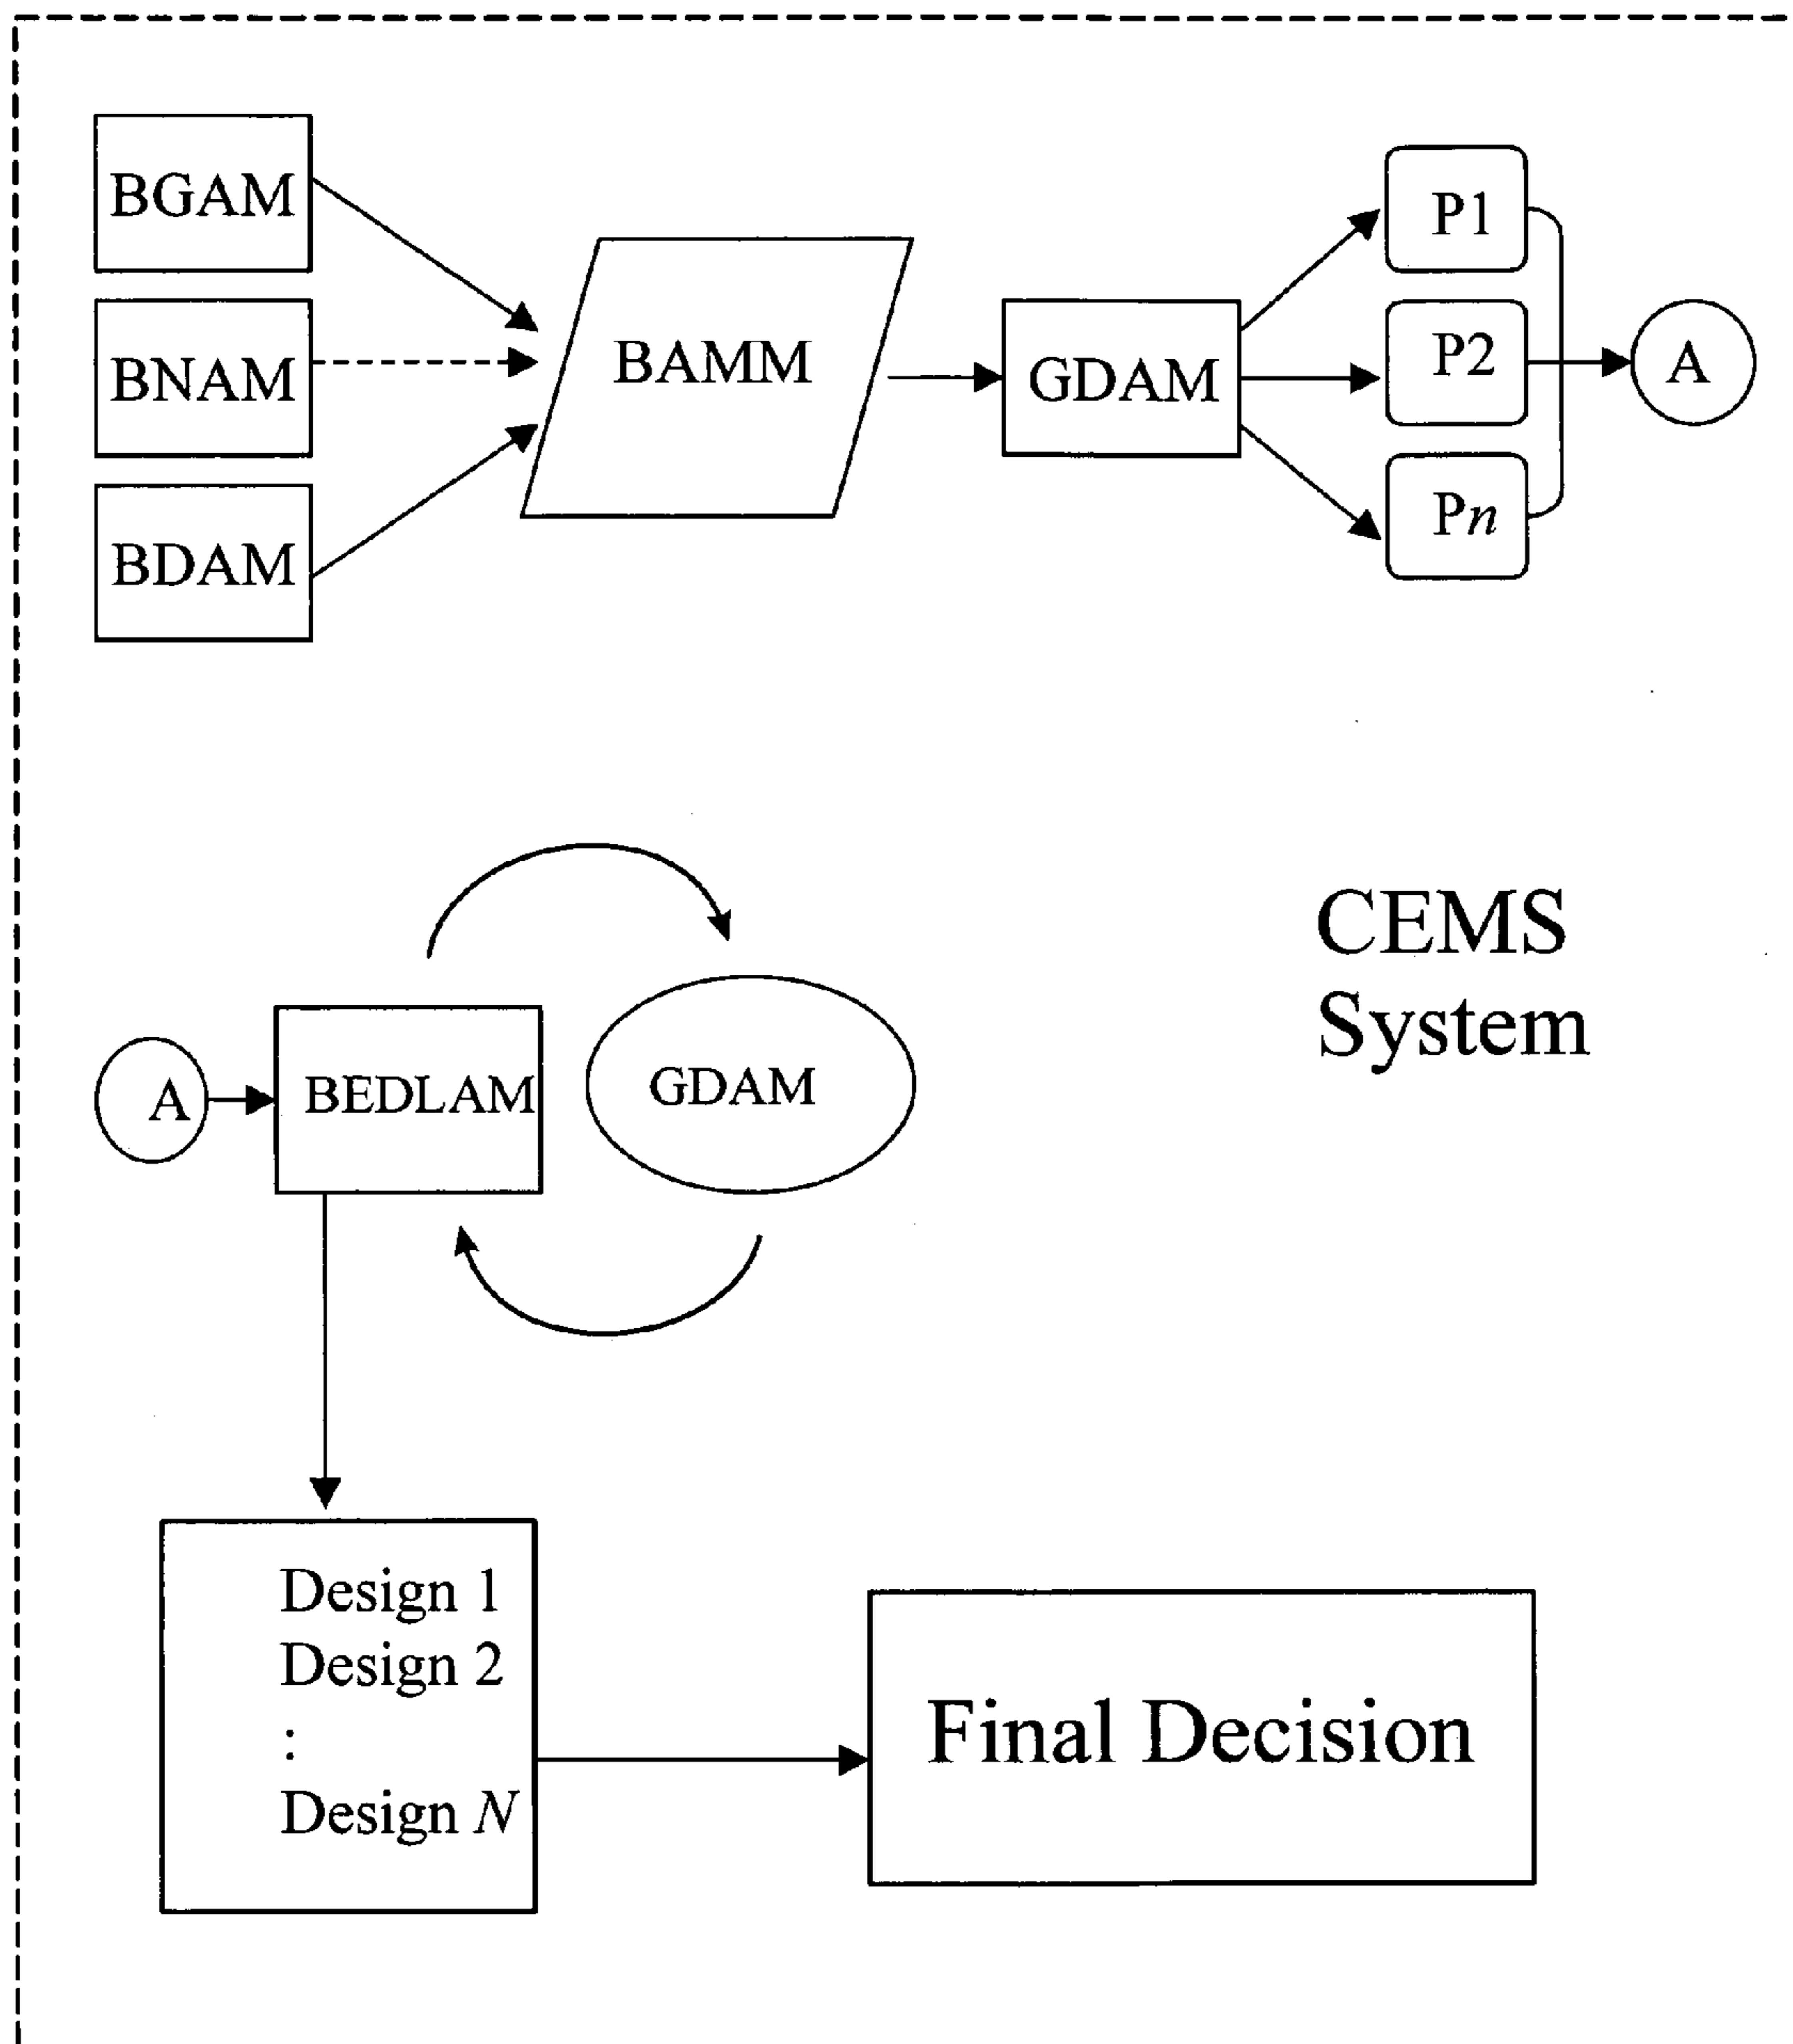 BGAM
BNAM
BDAM
BAMM
GDAM
P1
P2
Pn
A
CEMS
System
A
BEDLAM
GDAM
Design 1
Design 2
:
Design N
Final Decision